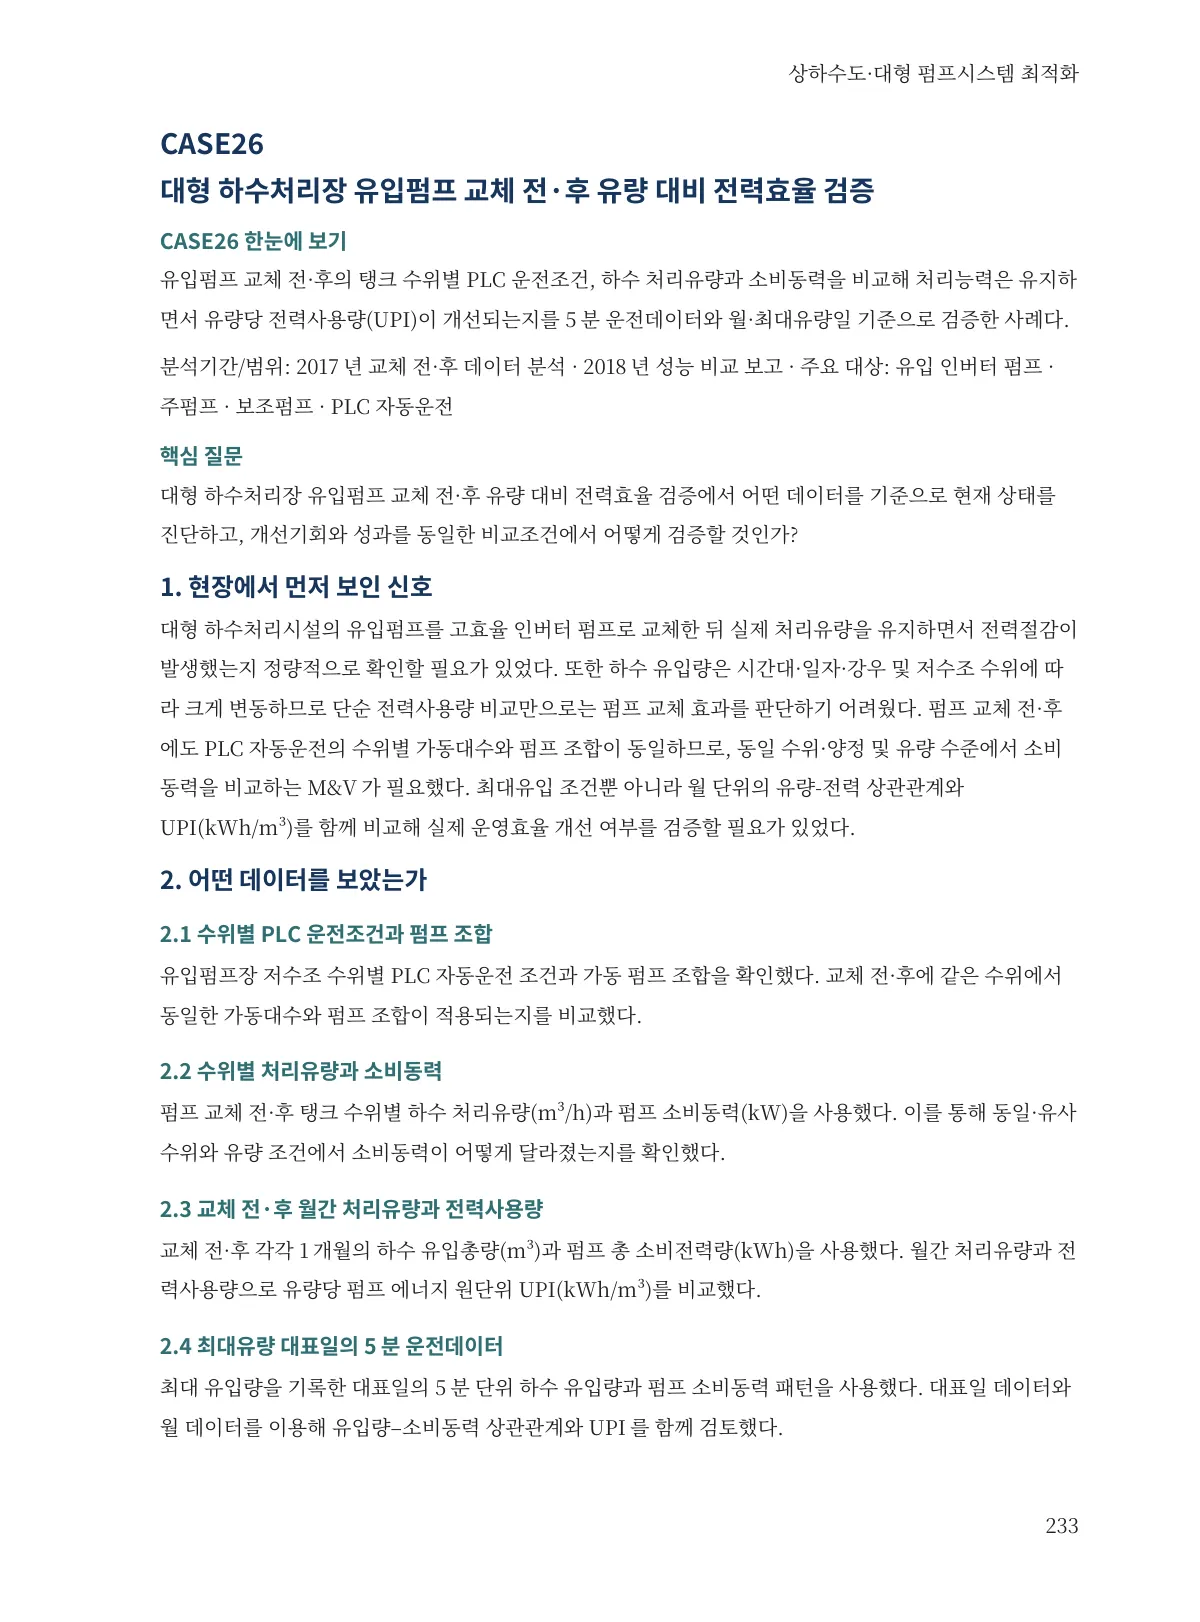 상하수도·대형 펌프시스템 최적화
CASE26
대형 하수처리장 유입펌프 교체 전·후 유량 대비 전력효율 검증
CASE26 한눈에 보기
유입펌프 교체 전·후의 탱크 수위별 PLC 운전조건, 하수 처리유량과 소비동력을 비교해 처리능력은 유지하
면서 유량당 전력사용량(UPI)이 개선되는지를 5 분 운전데이터와 월·최대유량일 기준으로 검증한 사례다.
분석기간/범위: 2017 년 교체 전·후 데이터 분석 · 2018 년 성능 비교 보고 · 주요 대상: 유입 인버터 펌프 ·
주펌프 · 보조펌프 · PLC 자동운전
핵심 질문
대형 하수처리장 유입펌프 교체 전·후 유량 대비 전력효율 검증에서 어떤 데이터를 기준으로 현재 상태를
진단하고, 개선기회와 성과를 동일한 비교조건에서 어떻게 검증할 것인가?
1. 현장에서 먼저 보인 신호
대형 하수처리시설의 유입펌프를 고효율 인버터 펌프로 교체한 뒤 실제 처리유량을 유지하면서 전력절감이
발생했는지 정량적으로 확인할 필요가 있었다. 또한 하수 유입량은 시간대·일자·강우 및 저수조 수위에 따
라 크게 변동하므로 단순 전력사용량 비교만으로는 펌프 교체 효과를 판단하기 어려웠다. 펌프 교체 전·후
에도 PLC 자동운전의 수위별 가동대수와 펌프 조합이 동일하므로, 동일 수위·양정 및 유량 수준에서 소비
동력을 비교하는 M&V 가 필요했다. 최대유입 조건뿐 아니라 월 단위의 유량-전력 상관관계와
UPI(kWh/m³)를 함께 비교해 실제 운영효율 개선 여부를 검증할 필요가 있었다.
2. 어떤 데이터를 보았는가
2.1 수위별 PLC 운전조건과 펌프 조합
유입펌프장 저수조 수위별 PLC 자동운전 조건과 가동 펌프 조합을 확인했다. 교체 전·후에 같은 수위에서
동일한 가동대수와 펌프 조합이 적용되는지를 비교했다.
2.2 수위별 처리유량과 소비동력
펌프 교체 전·후 탱크 수위별 하수 처리유량(m³/h)과 펌프 소비동력(kW)을 사용했다. 이를 통해 동일·유사
수위와 유량 조건에서 소비동력이 어떻게 달라졌는지를 확인했다.
2.3 교체 전·후 월간 처리유량과 전력사용량
교체 전·후 각각 1 개월의 하수 유입총량(m³)과 펌프 총 소비전력량(kWh)을 사용했다. 월간 처리유량과 전
력사용량으로 유량당 펌프 에너지 원단위 UPI(kWh/m³)를 비교했다.
2.4 최대유량 대표일의 5 분 운전데이터
최대 유입량을 기록한 대표일의 5 분 단위 하수 유입량과 펌프 소비동력 패턴을 사용했다. 대표일 데이터와
월 데이터를 이용해 유입량–소비동력 상관관계와 UPI 를 함께 검토했다.
233